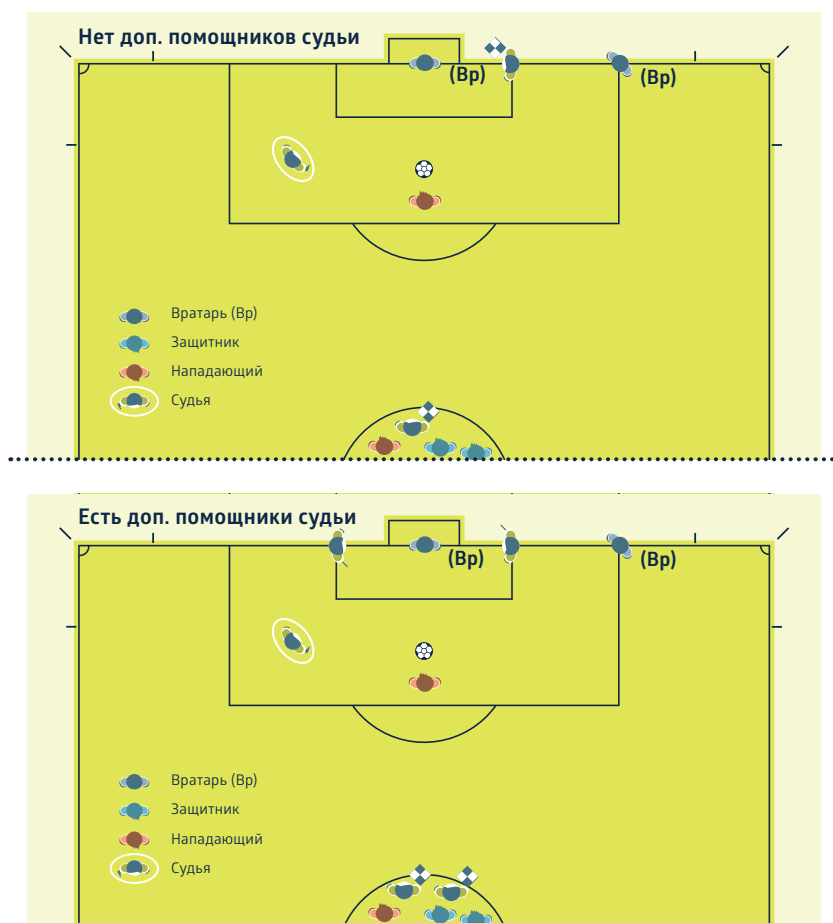 Нет доп. помощников судьи
(Вр)
(Вр)
Вратарь (Вр)
Защитник
Нападающий
Судья
Есть доп. помощники судьи
(Вр)
(Вр)
Вратарь (Вр)
Защитник
Нападающий
Судья